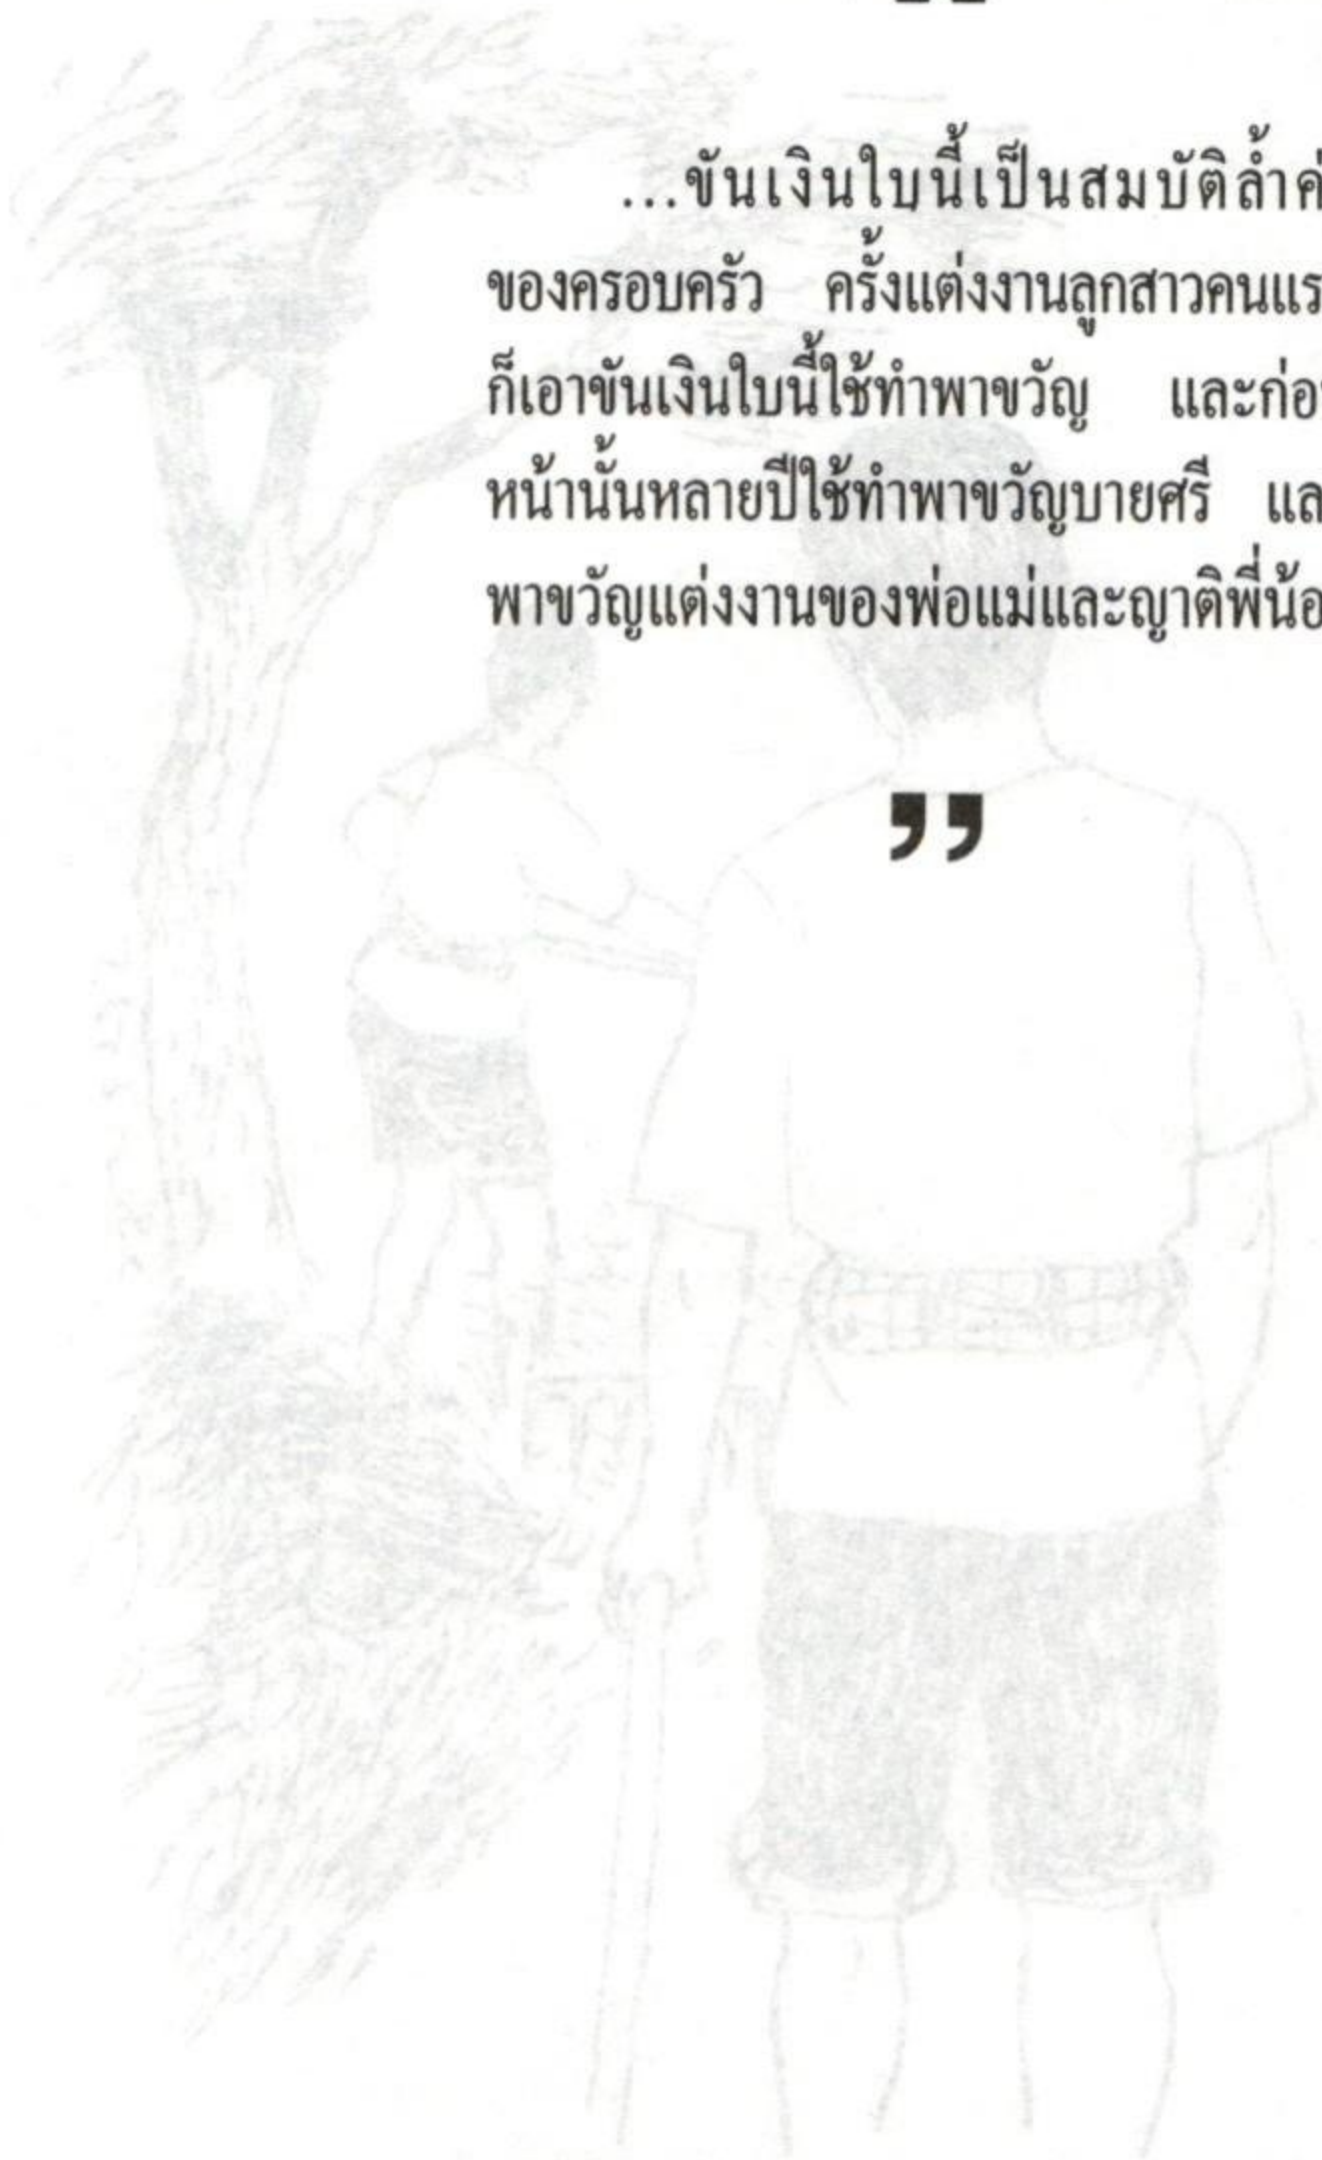 ...ขันเงินใบนี้เป็นสมบัติล้ำค่
ของครอบครัว ครั้งแต่งงานลูกสาวคนแร
ก็เอาขันเงินใบนี้ใช้ทำพาขวัญ และก่อ
หน้านั้นหลายปีใช้ทำพาขวัญบายศรี แล
พาขวัญแต่งงานของพ่อแม่และญาติพี่น้อ
”